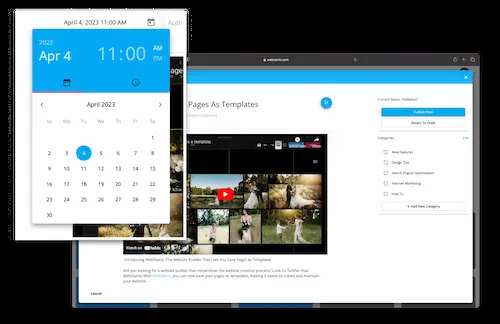 April 4, 2023 11:00 AM
Auth
2023
Apr 4
11:00
AM
PM
April 2023
Su Mo Tu We Th Fr Sa
1
2 3 4 5 6 7 8
9 10 11 12 13 14 15
16 17 18 19 20 21 22
23 24 25 26 27 28 29
30
webstarts.com
Pages As Templates
Current Status: Published
Publish Post
Revert To Draft
Categories
Edit
New Features
Design Tips
Search Engine Optimization
Internet Marketing
How To
+ Add New Category
s a template
Watch on YouTube
Introducing WebStarts: The Website Builder That Lets You Save Pages as Templates
Are you looking for a website builder that streamlines the website creation process? Look no further than
WebStarts! With WebStarts, you can now save your pages as templates, making it easier to create and maintain
your website.
Cancel